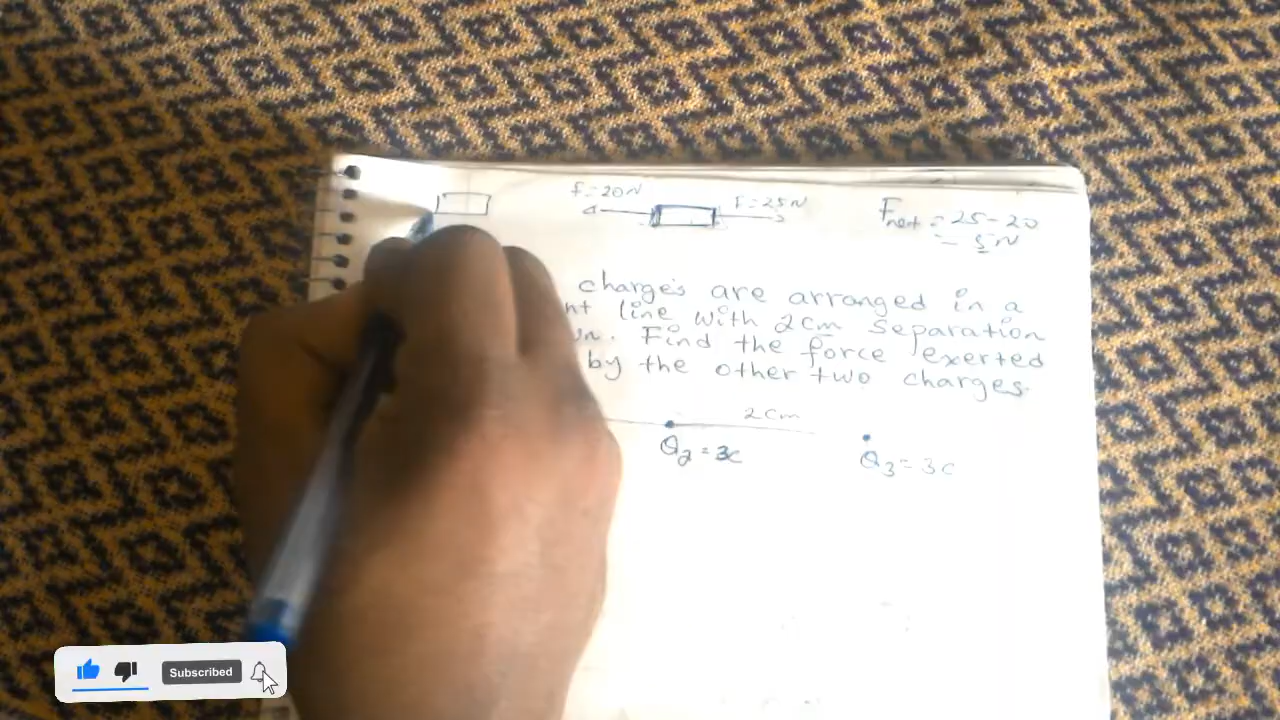 f=20N
F=25N
Fnet = 25-20
= 5N
charges are arranged in a
line with 2cm separation
Find the force exerted
by the other two charges.
2cm
Q2 = 3c
Q3 = 3c
Subscribed